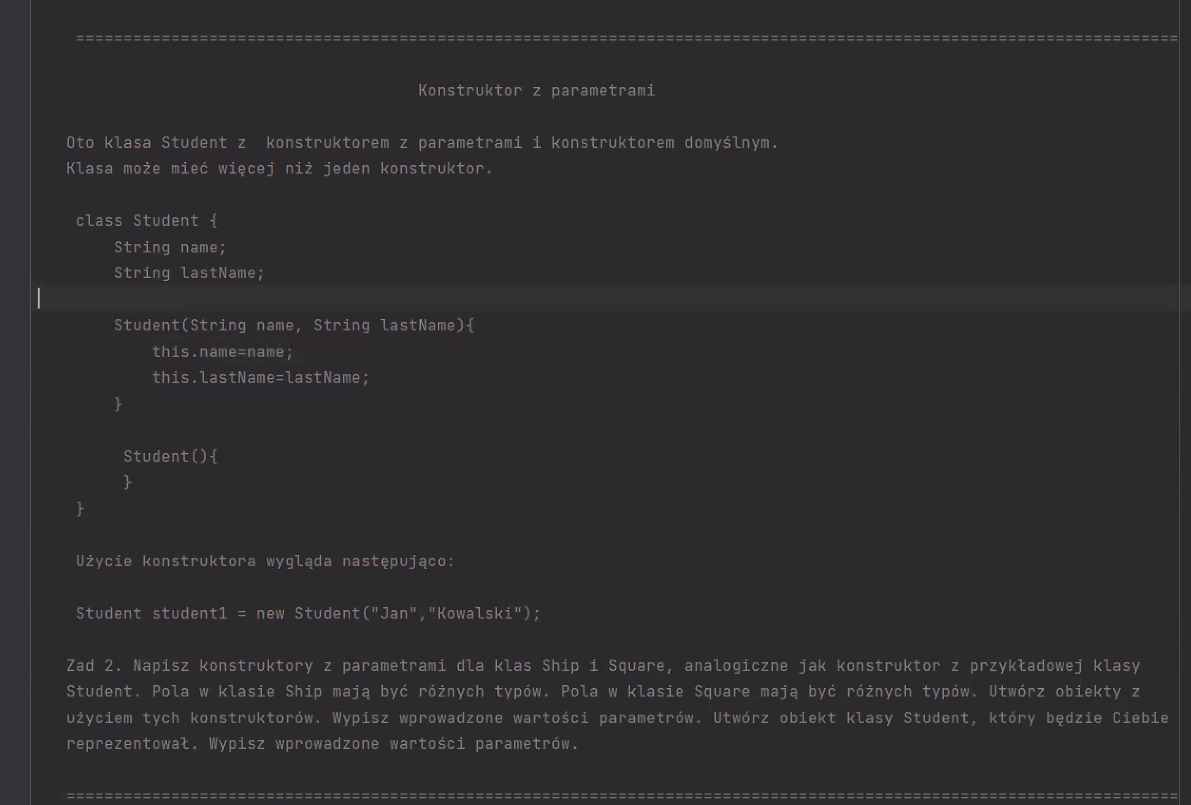 ====================================================================================================================
Konstruktor z parametrami
Oto klasa Student z  konstruktorem z parametrami i konstruktorem domyślnym.
Klasa może mieć więcej niż jeden konstruktor.
class Student {
String name;
String lastName;
Student(String name, String lastName){
this.name=name;
this.lastName=lastName;
}
Student(){
}
}
Użycie konstruktora wygląda następująco:
Student student1 = new Student("Jan","Kowalski");
Zad 2. Napisz konstruktory z parametrami dla klas Ship i Square, analogiczne jak konstruktor z przykładowej klasy
Student. Pola w klasie Ship mają być różnych typów. Pola w klasie Square mają być różnych typów. Utwórz obiekty z
użyciem tych konstruktorów. Wypisz wprowadzone wartości parametrów. Utwórz obiekt klasy Student, który będzie Ciebie
reprezentował. Wypisz wprowadzone wartości parametrów.
=====================================================================================================================